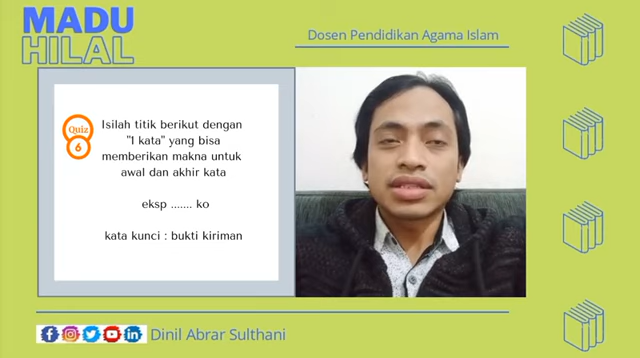 MADU
HILAL
Dosen Pendidikan Agama Islam
Quiz
6
Isilah titik berikut dengan
"1 kata" yang bisa
memberikan makna untuk
awal dan akhir kata
eksp ....... ko
kata kunci : bukti kiriman
Dinil Abrar Sulthani